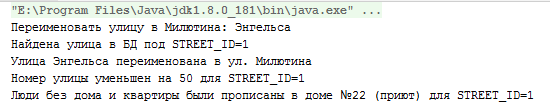 "E:\Program Files\Java\jdk1.8.0_181\bin\java.exe" ...
Переименовать улицу в Милютина: Энгельса
Найдена улица в БД под STREET_ID=1
Улица Энгельса переименована в ул. Милютина
Номер улицы уменьшен на 50 для STREET_ID=1
Люди без дома и квартиры были прописаны в доме №22 (приют) для STREET_ID=1